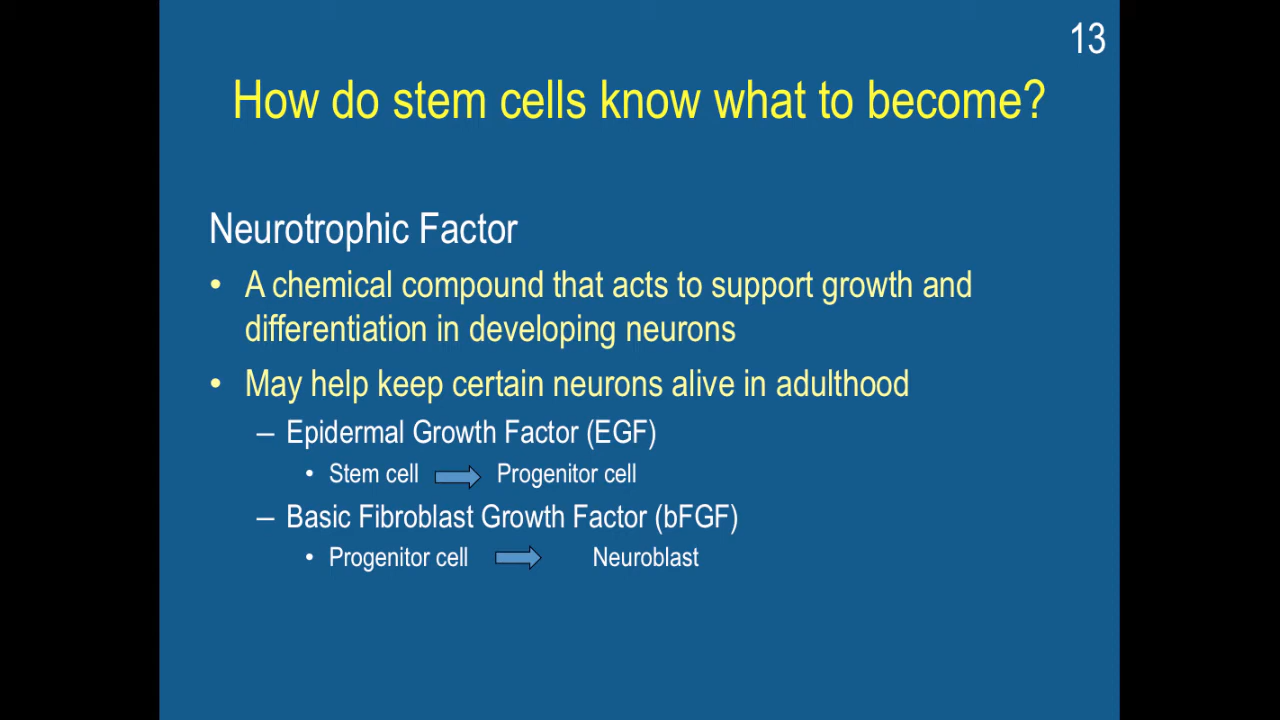 13
How do stem cells know what to become?
Neurotrophic Factor
• A chemical compound that acts to support growth and
differentiation in developing neurons
• May help keep certain neurons alive in adulthood
– Epidermal Growth Factor (EGF)
• Stem cell Progenitor cell
– Basic Fibroblast Growth Factor (bFGF)
• Progenitor cell Neuroblast